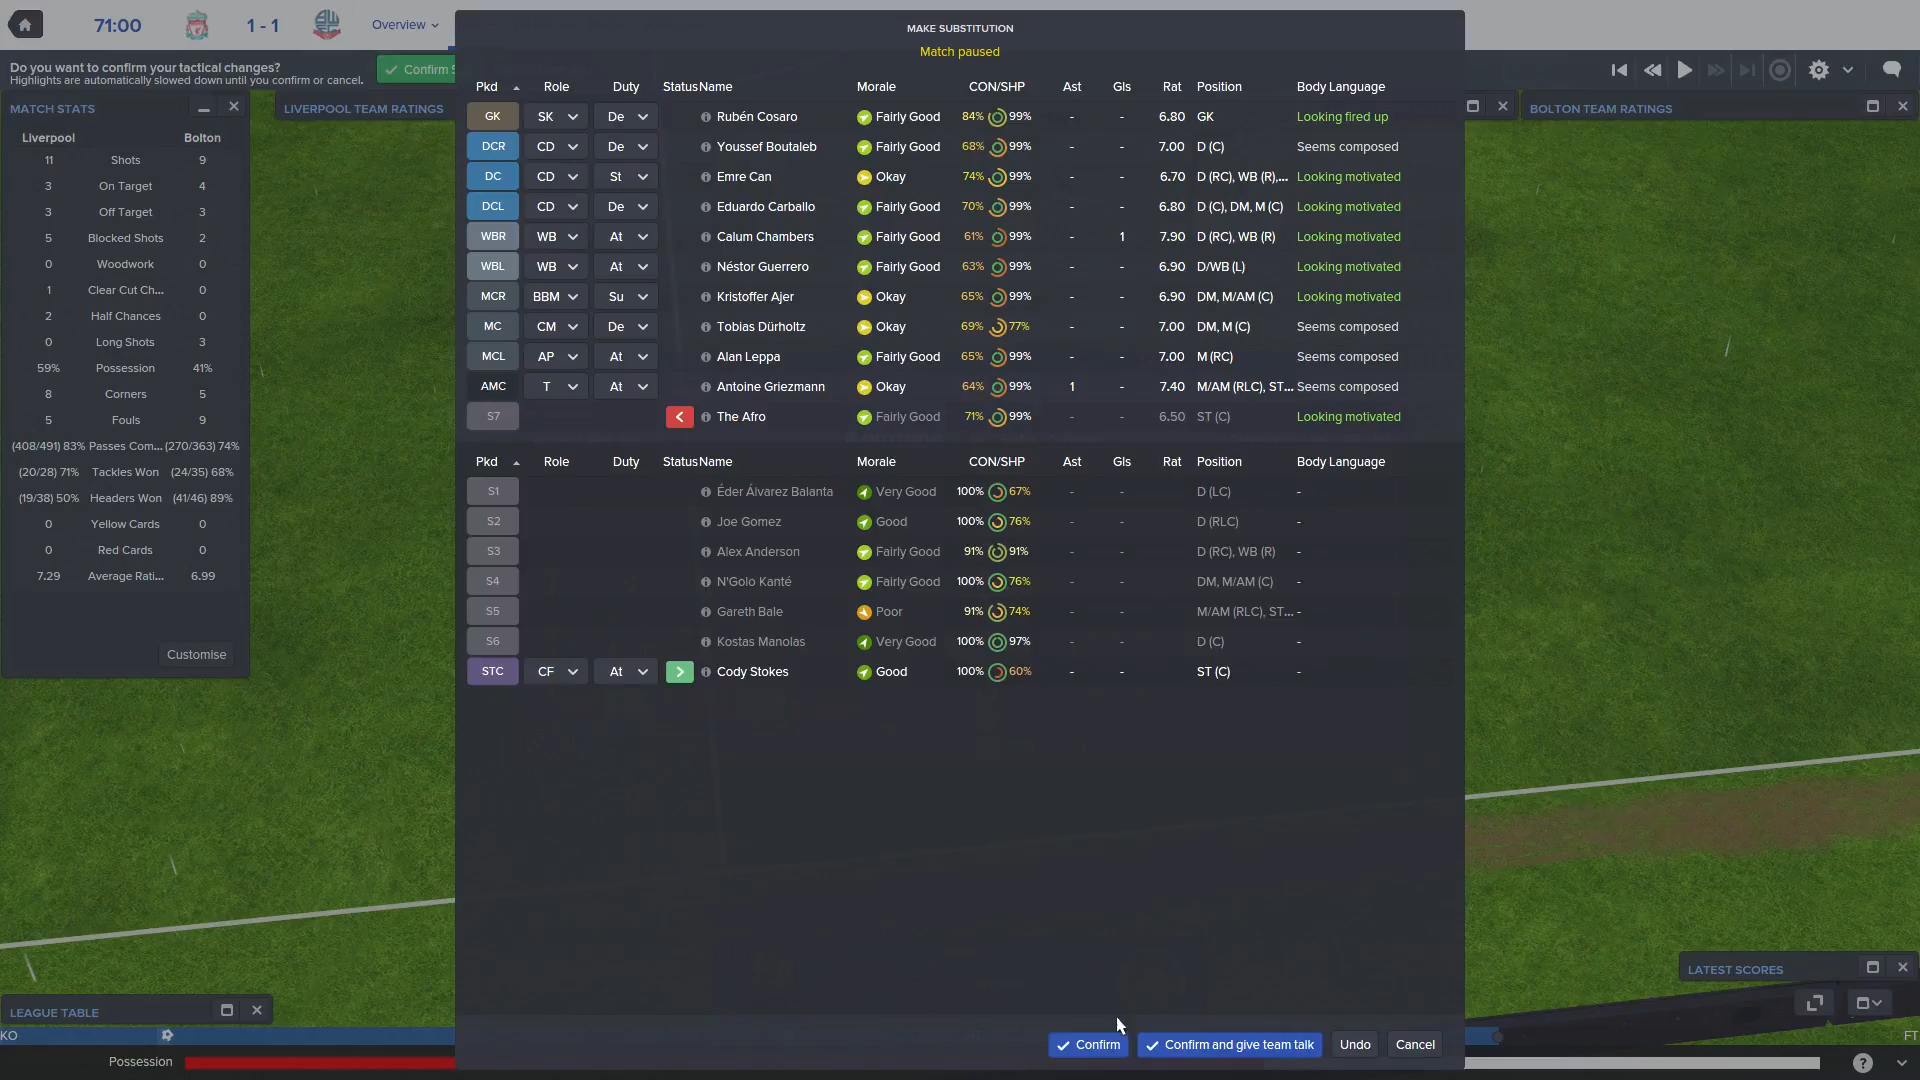 71:00
1 - 1
Overview
MAKE SUBSTITUTION
Match paused
Do you want to confirm your tactical changes?
Highlights are automatically slowed down until you confirm or cancel.
Confirm
MATCH STATS
LIVERPOOL TEAM RATINGS
BOLTON TEAM RATINGS
Liverpool Bolton
11 Shots 9
3 On Target 4
3 Off Target 3
5 Blocked Shots 2
0 Woodwork 0
1 Clear Cut Ch... 0
2 Half Chances 0
0 Long Shots 3
59% Possession 41%
8 Corners 5
5 Fouls 9
(408/491) 83% Passes Com... (270/363) 74%
(20/28) 71% Tackles Won (24/35) 68%
(19/38) 50% Headers Won (41/46) 89%
0 Yellow Cards 0
0 Red Cards 0
7.29 Average Rati... 6.99
Customise
Pkd Role Duty Status Name Morale CON/SHP Ast Gls Rat Position Body Language
GK SK De Rubén Cosaro Fairly Good 84% 99% - - 6.80 GK Looking fired up
DCR CD De Youssef Boutaleb Fairly Good 68% 99% - - 7.00 D (C) Seems composed
DC CD St Emre Can Okay 74% 99% - - 6.70 D (RC), WB (R),... Looking motivated
DCL CD De Eduardo Carballo Fairly Good 70% 99% - - 6.80 D (C), DM, M (C) Looking motivated
WBR WB At Calum Chambers Fairly Good 61% 99% - 1 7.90 D (RC), WB (R) Looking motivated
WBL WB At Néstor Guerrero Fairly Good 63% 99% - - 6.90 D/WB (L) Looking motivated
MCR BBM Su Kristoffer Ajer Okay 65% 99% - - 6.90 DM, M/AM (C) Looking motivated
MC CM De Tobias Dürholtz Okay 69% 77% - - 7.00 DM, M (C) Seems composed
MCL AP At Alan Leppa Fairly Good 65% 99% - - 7.00 M (RC) Seems composed
AMC T At Antoine Griezmann Okay 64% 99% 1 - 7.40 M/AM (RLC), ST... Seems composed
S7 The Afro Fairly Good 71% 99% - - 6.50 ST (C) Looking motivated
Pkd Role Duty Status Name Morale CON/SHP Ast Gls Rat Position Body Language
S1 Éder Álvarez Balanta Very Good 100% 67% - - D (LC) -
S2 Joe Gomez Good 100% 76% - - D (RLC) -
S3 Alex Anderson Fairly Good 91% 91% - - D (RC), WB (R) -
S4 N'Golo Kanté Fairly Good 100% 76% - - DM, M/AM (C) -
S5 Gareth Bale Poor 91% 74% - - M/AM (RLC), ST... -
S6 Kostas Manolas Very Good 100% 97% - - D (C) -
STC CF At Cody Stokes Good 100% 60% - - ST (C) -
LATEST SCORES
LEAGUE TABLE
KO
FT
Possession
Confirm
Confirm and give team talk
Undo
Cancel
?